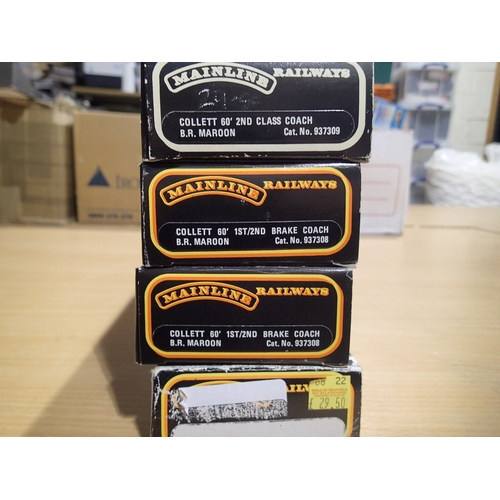 MAINLINE RAILWAYS
COLLETT 60' 2ND CLASS COACH
B.R. MAROON Cat. No. 937309
MAINLINE RAILWAYS
COLLETT 60' 1ST/2ND BRAKE COACH
B.R. MAROON Cat. No. 937308
MAINLINE RAILWAYS
COLLETT 60' 1ST/2ND BRAKE COACH
B.R. MAROON Cat. No. 937308
22
£ 29.50